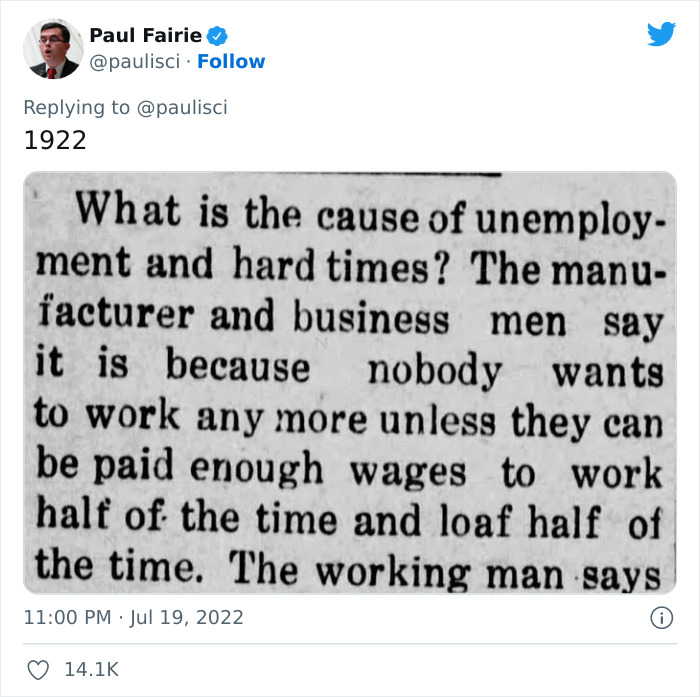 Paul Fairie
@paulisci · Follow
Replying to @paulisci
1922
What is the cause of unemploy-
ment and hard times? The manu-
facturer and business men say
it is because nobody wants
to work any more unless they can
be paid enough wages to work
half of the time and loaf half of
the time. The working man says
11:00 PM · Jul 19, 2022
14.1K